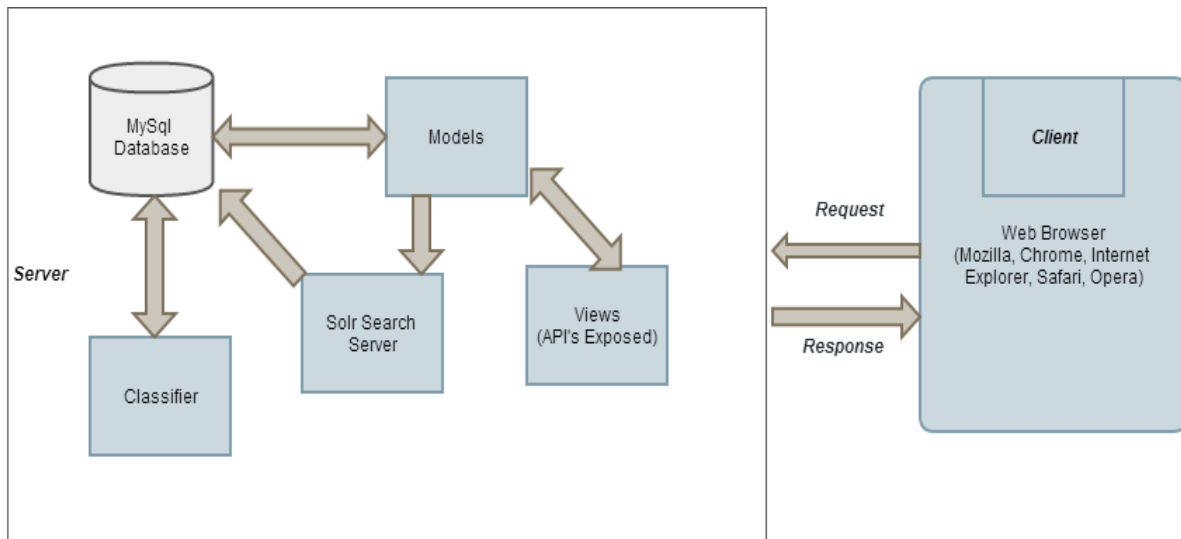 MySql
Database
Models
Server
Solr Search
Server
Views
(API's Exposed)
Classifier
Request
Response
Client
Web Browser
(Mozilla, Chrome, Internet
Explorer, Safari, Opera)